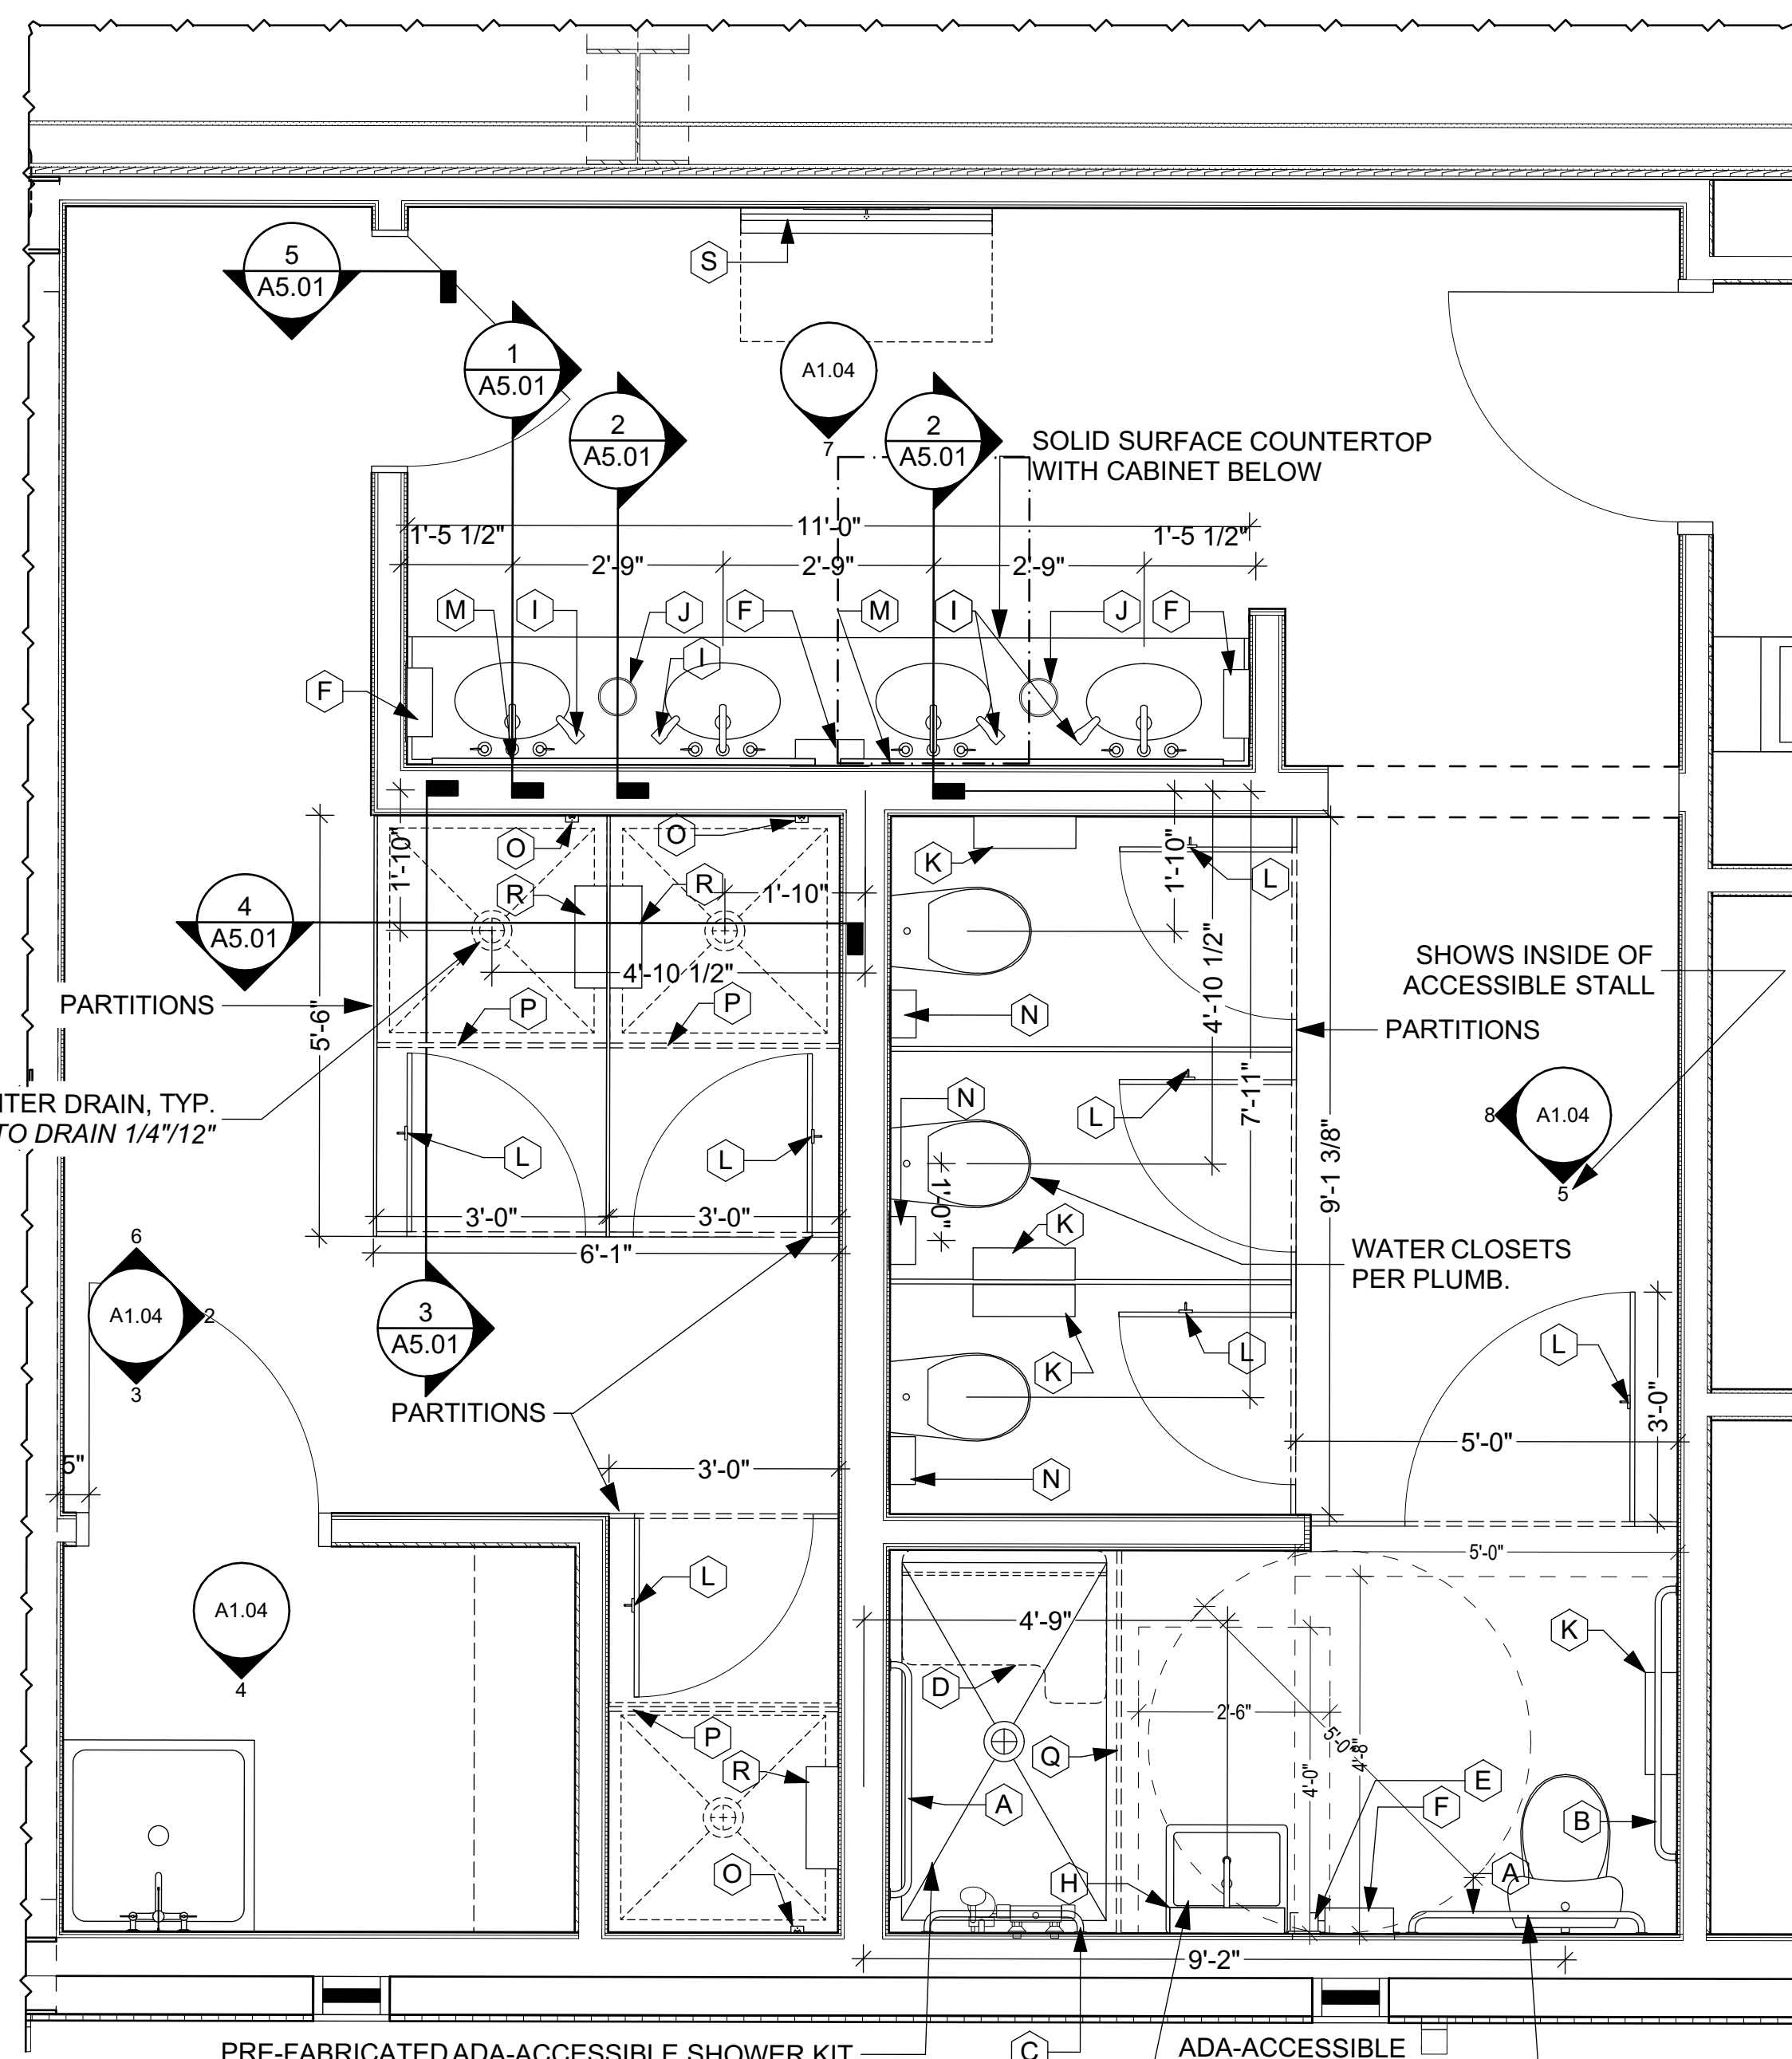 5
A5.01
S
1
A5.01
A1.04
7
2
A5.01
2
A5.01
SOLID SURFACE COUNTERTOP
WITH CABINET BELOW
11'-0"
1'-5 1/2"
1'-5 1/2"
2'-9"
2'-9"
2'-9"
M
I
J
F
M
I
J
F
I
F
O
O
K
L
1'-10"
1'-10"
R
R
1'-10"
4
A5.01
4'-10 1/2"
4'-10 1/2"
SHOWS INSIDE OF
ACCESSIBLE STALL
PARTITIONS
P
P
N
PARTITIONS
5'-6"
7'-11"
N
L
8
A1.04
5
TER DRAIN, TYP.
TO DRAIN 1/4"/12"
L
L
9'-1 3/8"
1'-0"
3'-0"
3'-0"
K
6'-1"
WATER CLOSETS
PER PLUMB.
6
A1.04
2
3
3
A5.01
K
L
L
3'-0"
PARTITIONS
5"
3'-0"
N
5'-0"
5'-0"
L
A1.04
4
4'-9"
K
D
2'-6"
5'-0"
4'-8"
4'-0"
P
Q
R
E
A
F
B
O
H
A
9'-2"
PRE-FABRICATED ADA-ACCESSIBLE SHOWER KIT
C
ADA-ACCESSIBLE